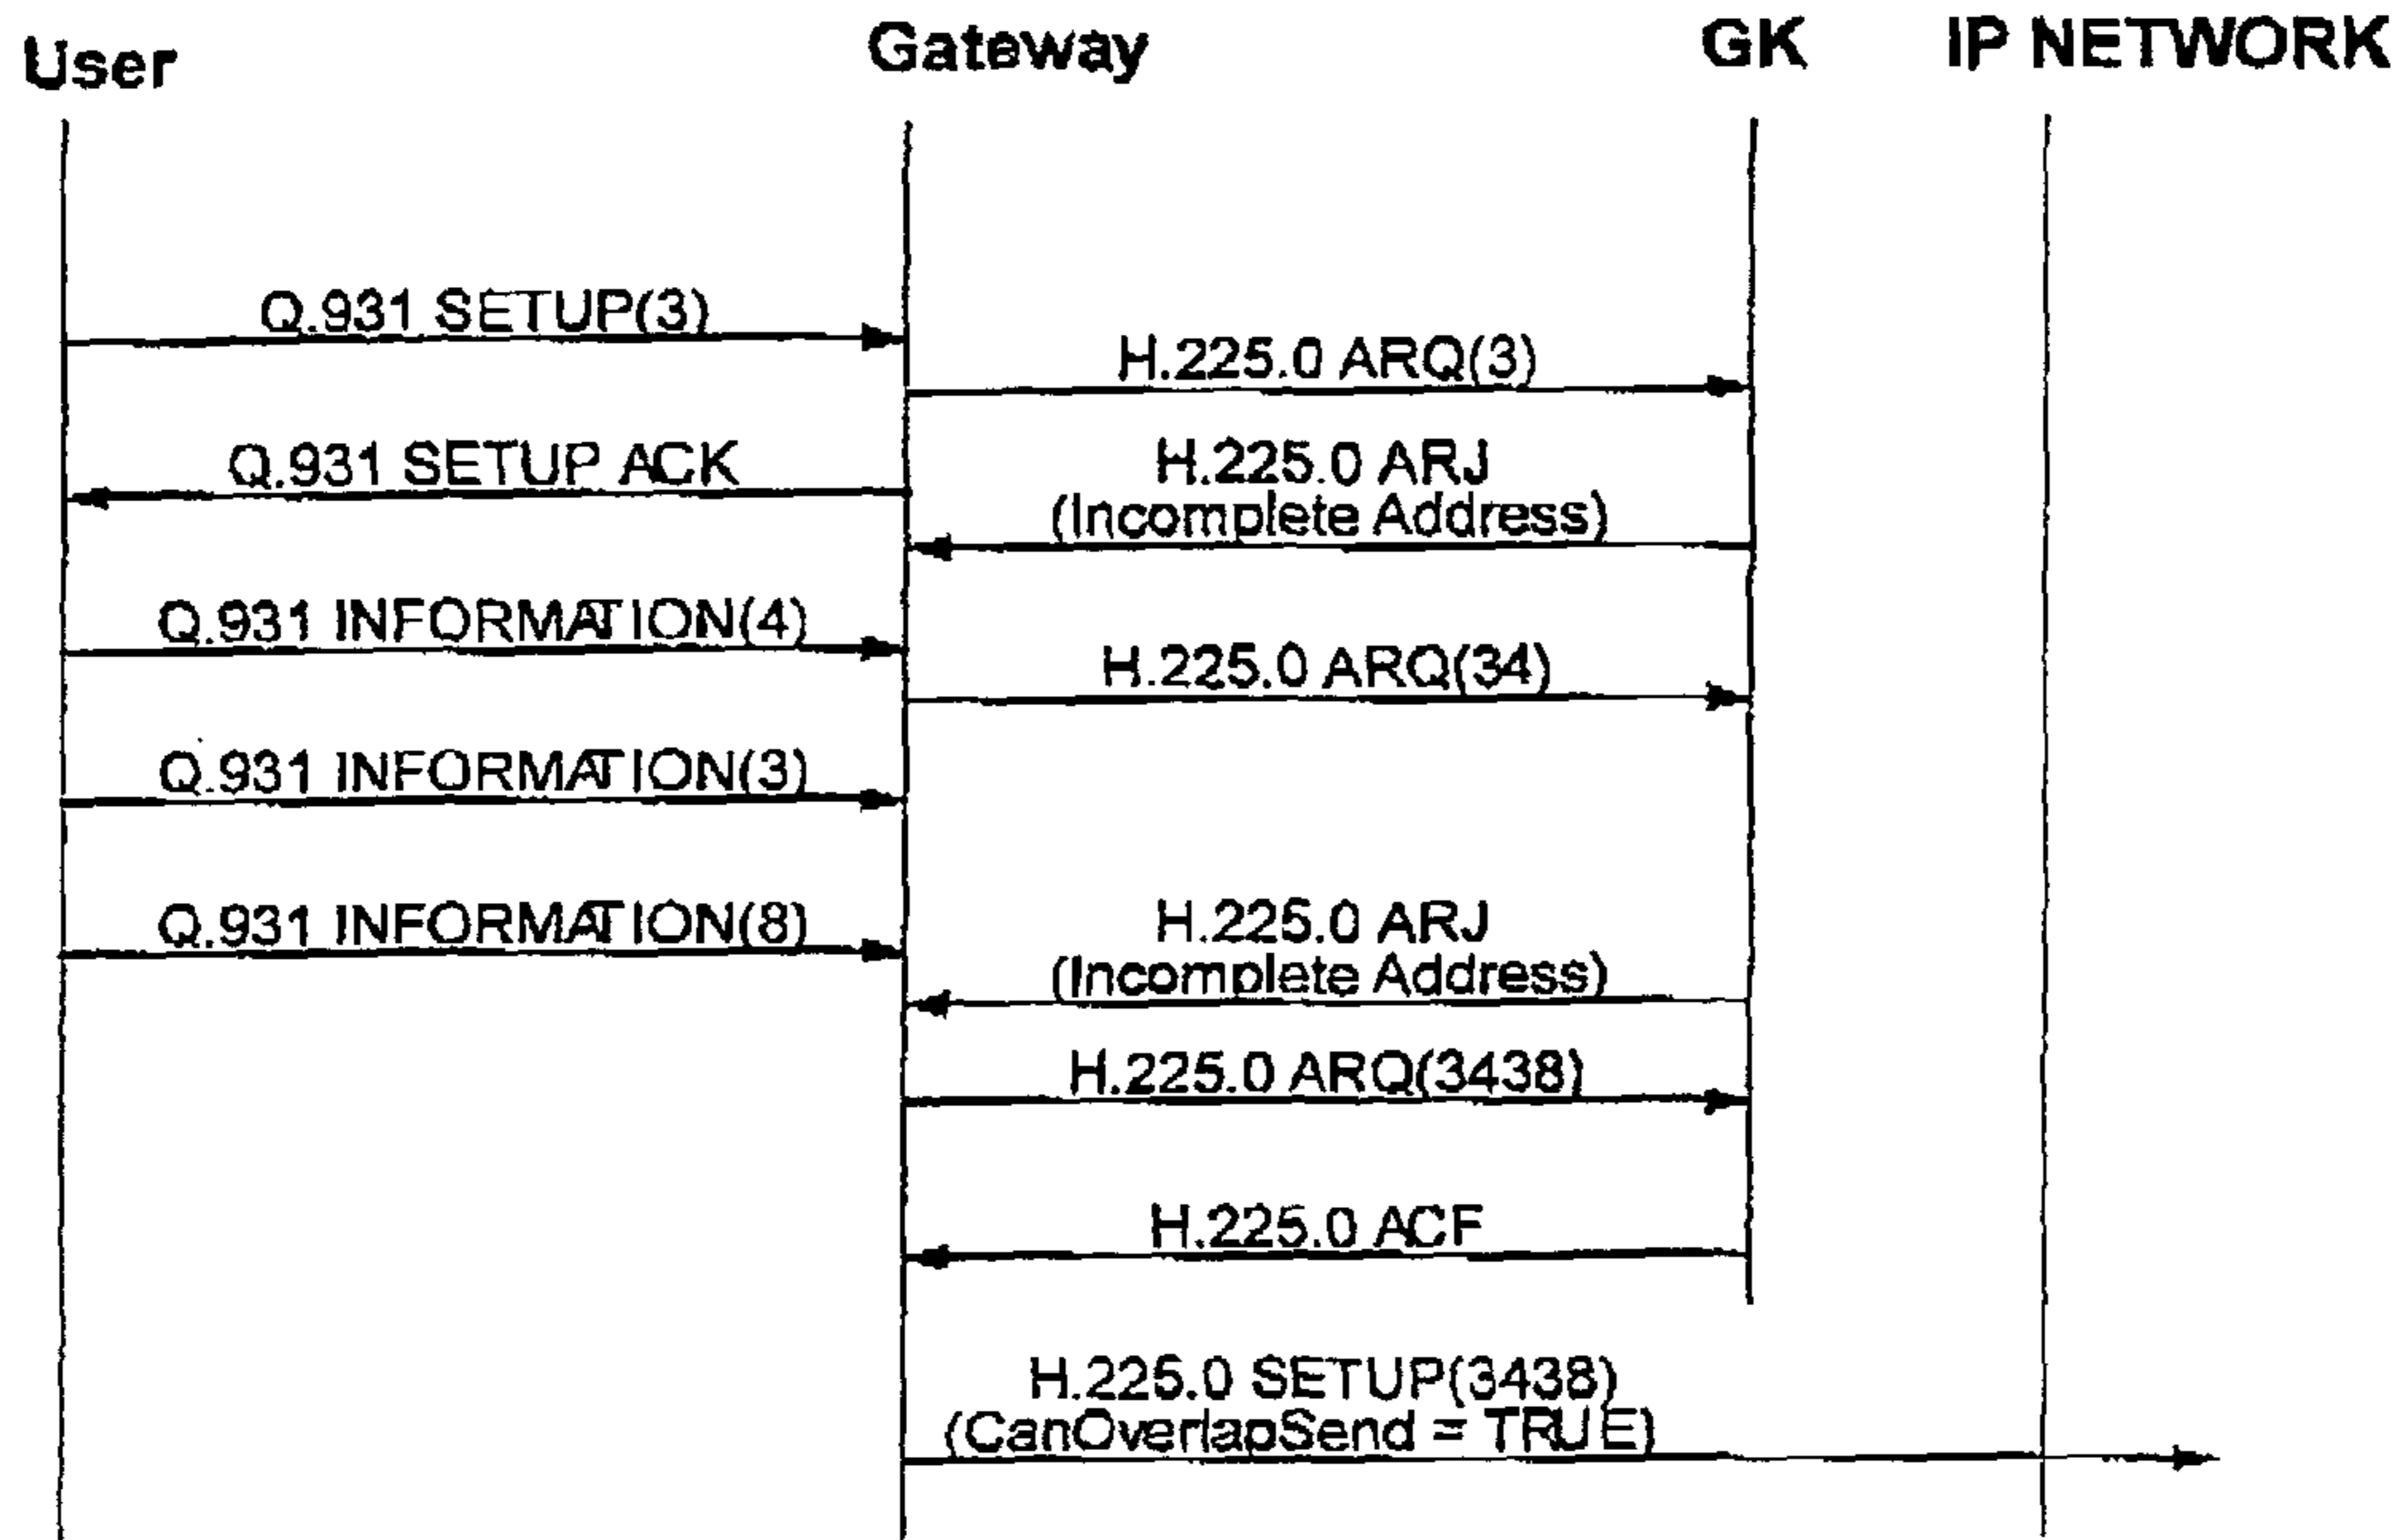 User
Gateway
GK
IP NETWORK
Q.931 SETUP(3)
H.225.0 ARQ(3)
Q.931 SETUP ACK
H.225.0 ARJ
(Incomplete Address)
Q.931 INFORMATION(4)
H.225.0 ARQ(34)
Q.931 INFORMATION(3)
Q.931 INFORMATION(8)
H.225.0 ARJ
(Incomplete Address)
H.225.0 ARQ(3438)
H.225.0 ACF
H.225.0 SETUP(3438)
(CanOverlapSend = TRUE)